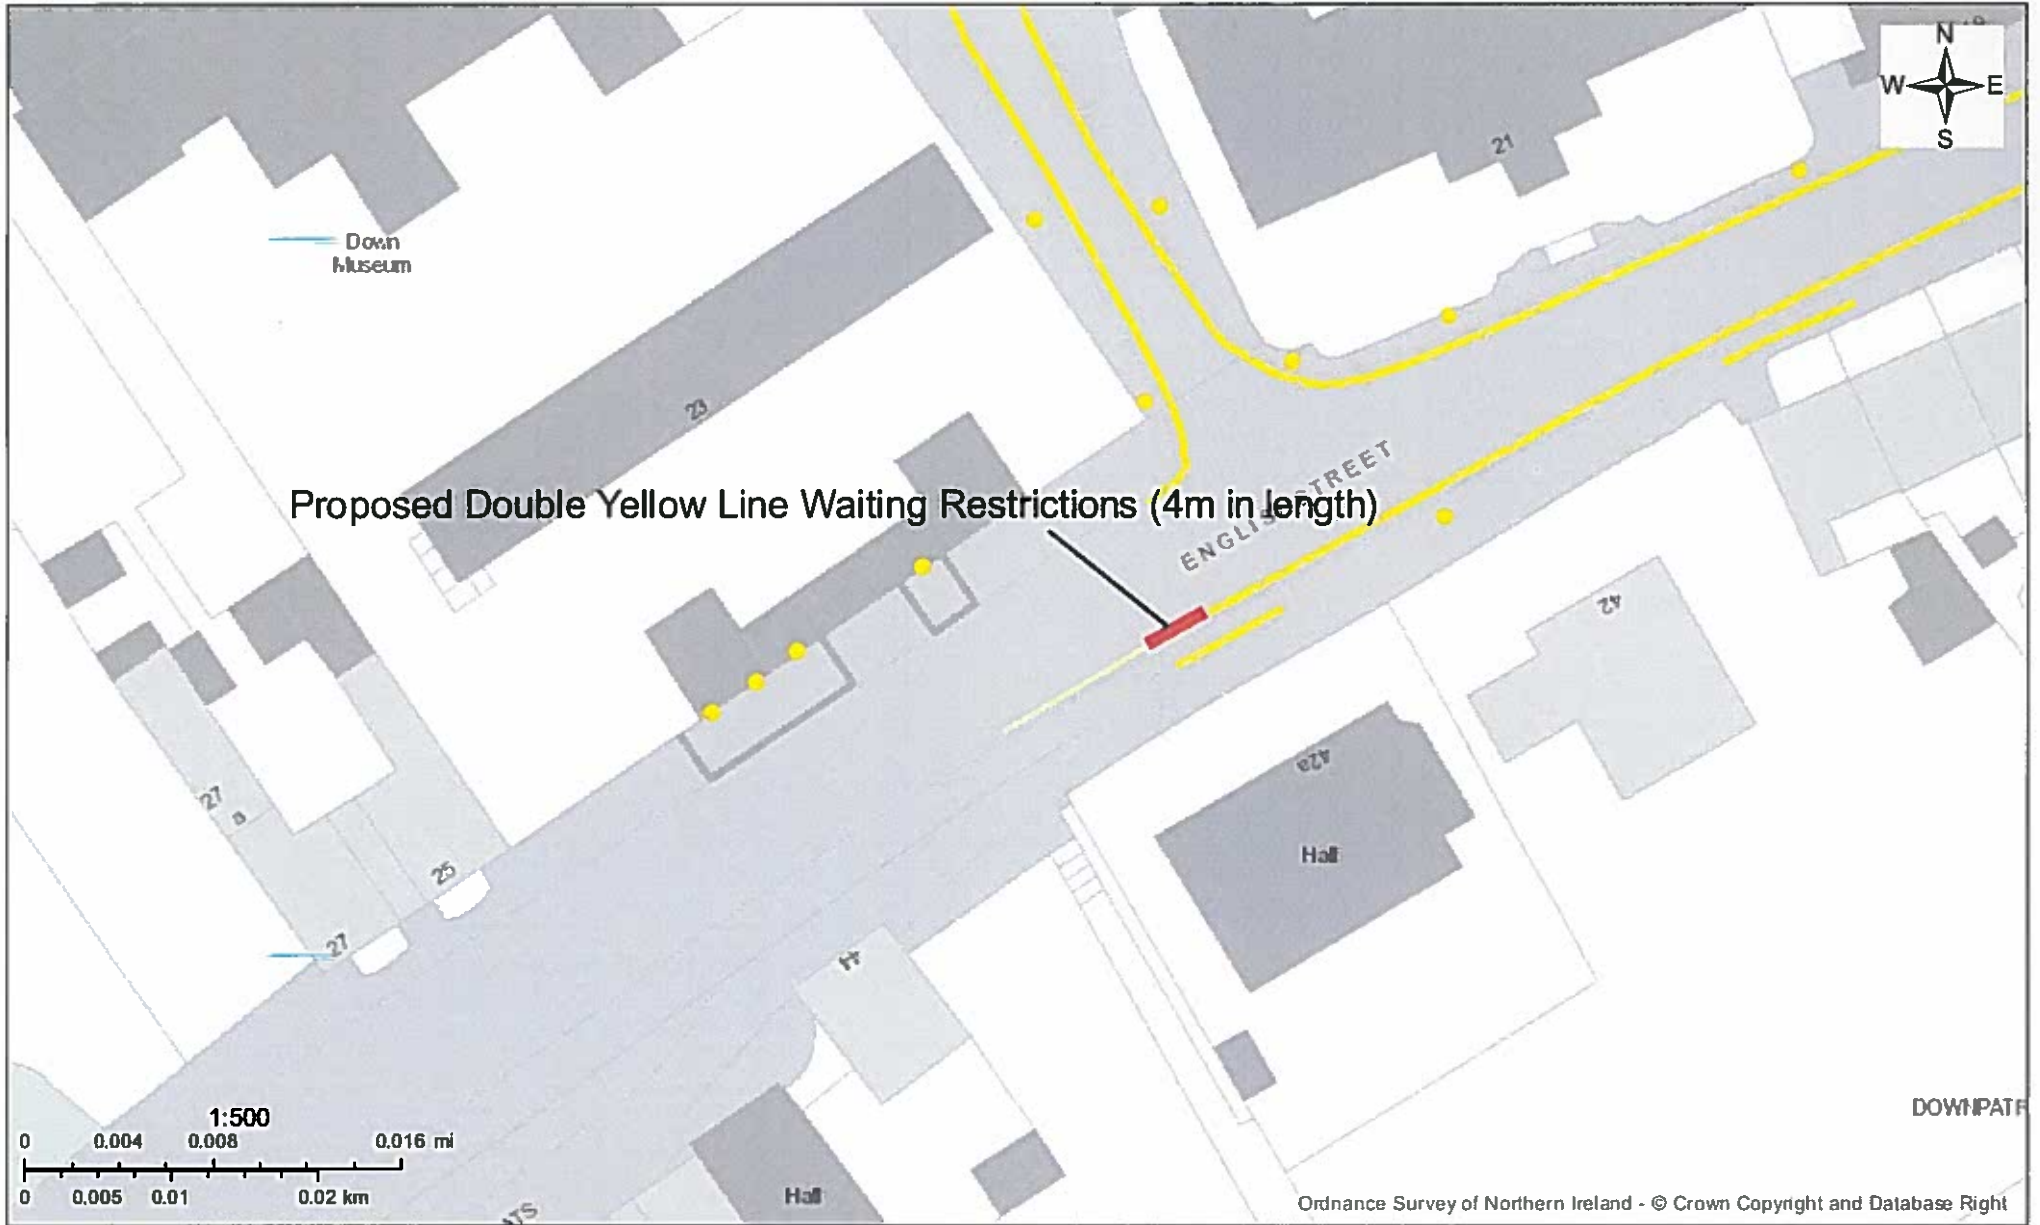 N
W E
S
21
Down
Museum
23
Proposed Double Yellow Line Waiting Restrictions (4m in length)
ENGLISH STREET
42
42a
Hall
27
a
25
27
44
DOWNPATR
1:500
0 0.004 0.008 0.016 mi
0 0.005 0.01 0.02 km
Hall
ATS
Ordnance Survey of Northern Ireland - © Crown Copyright and Database Right